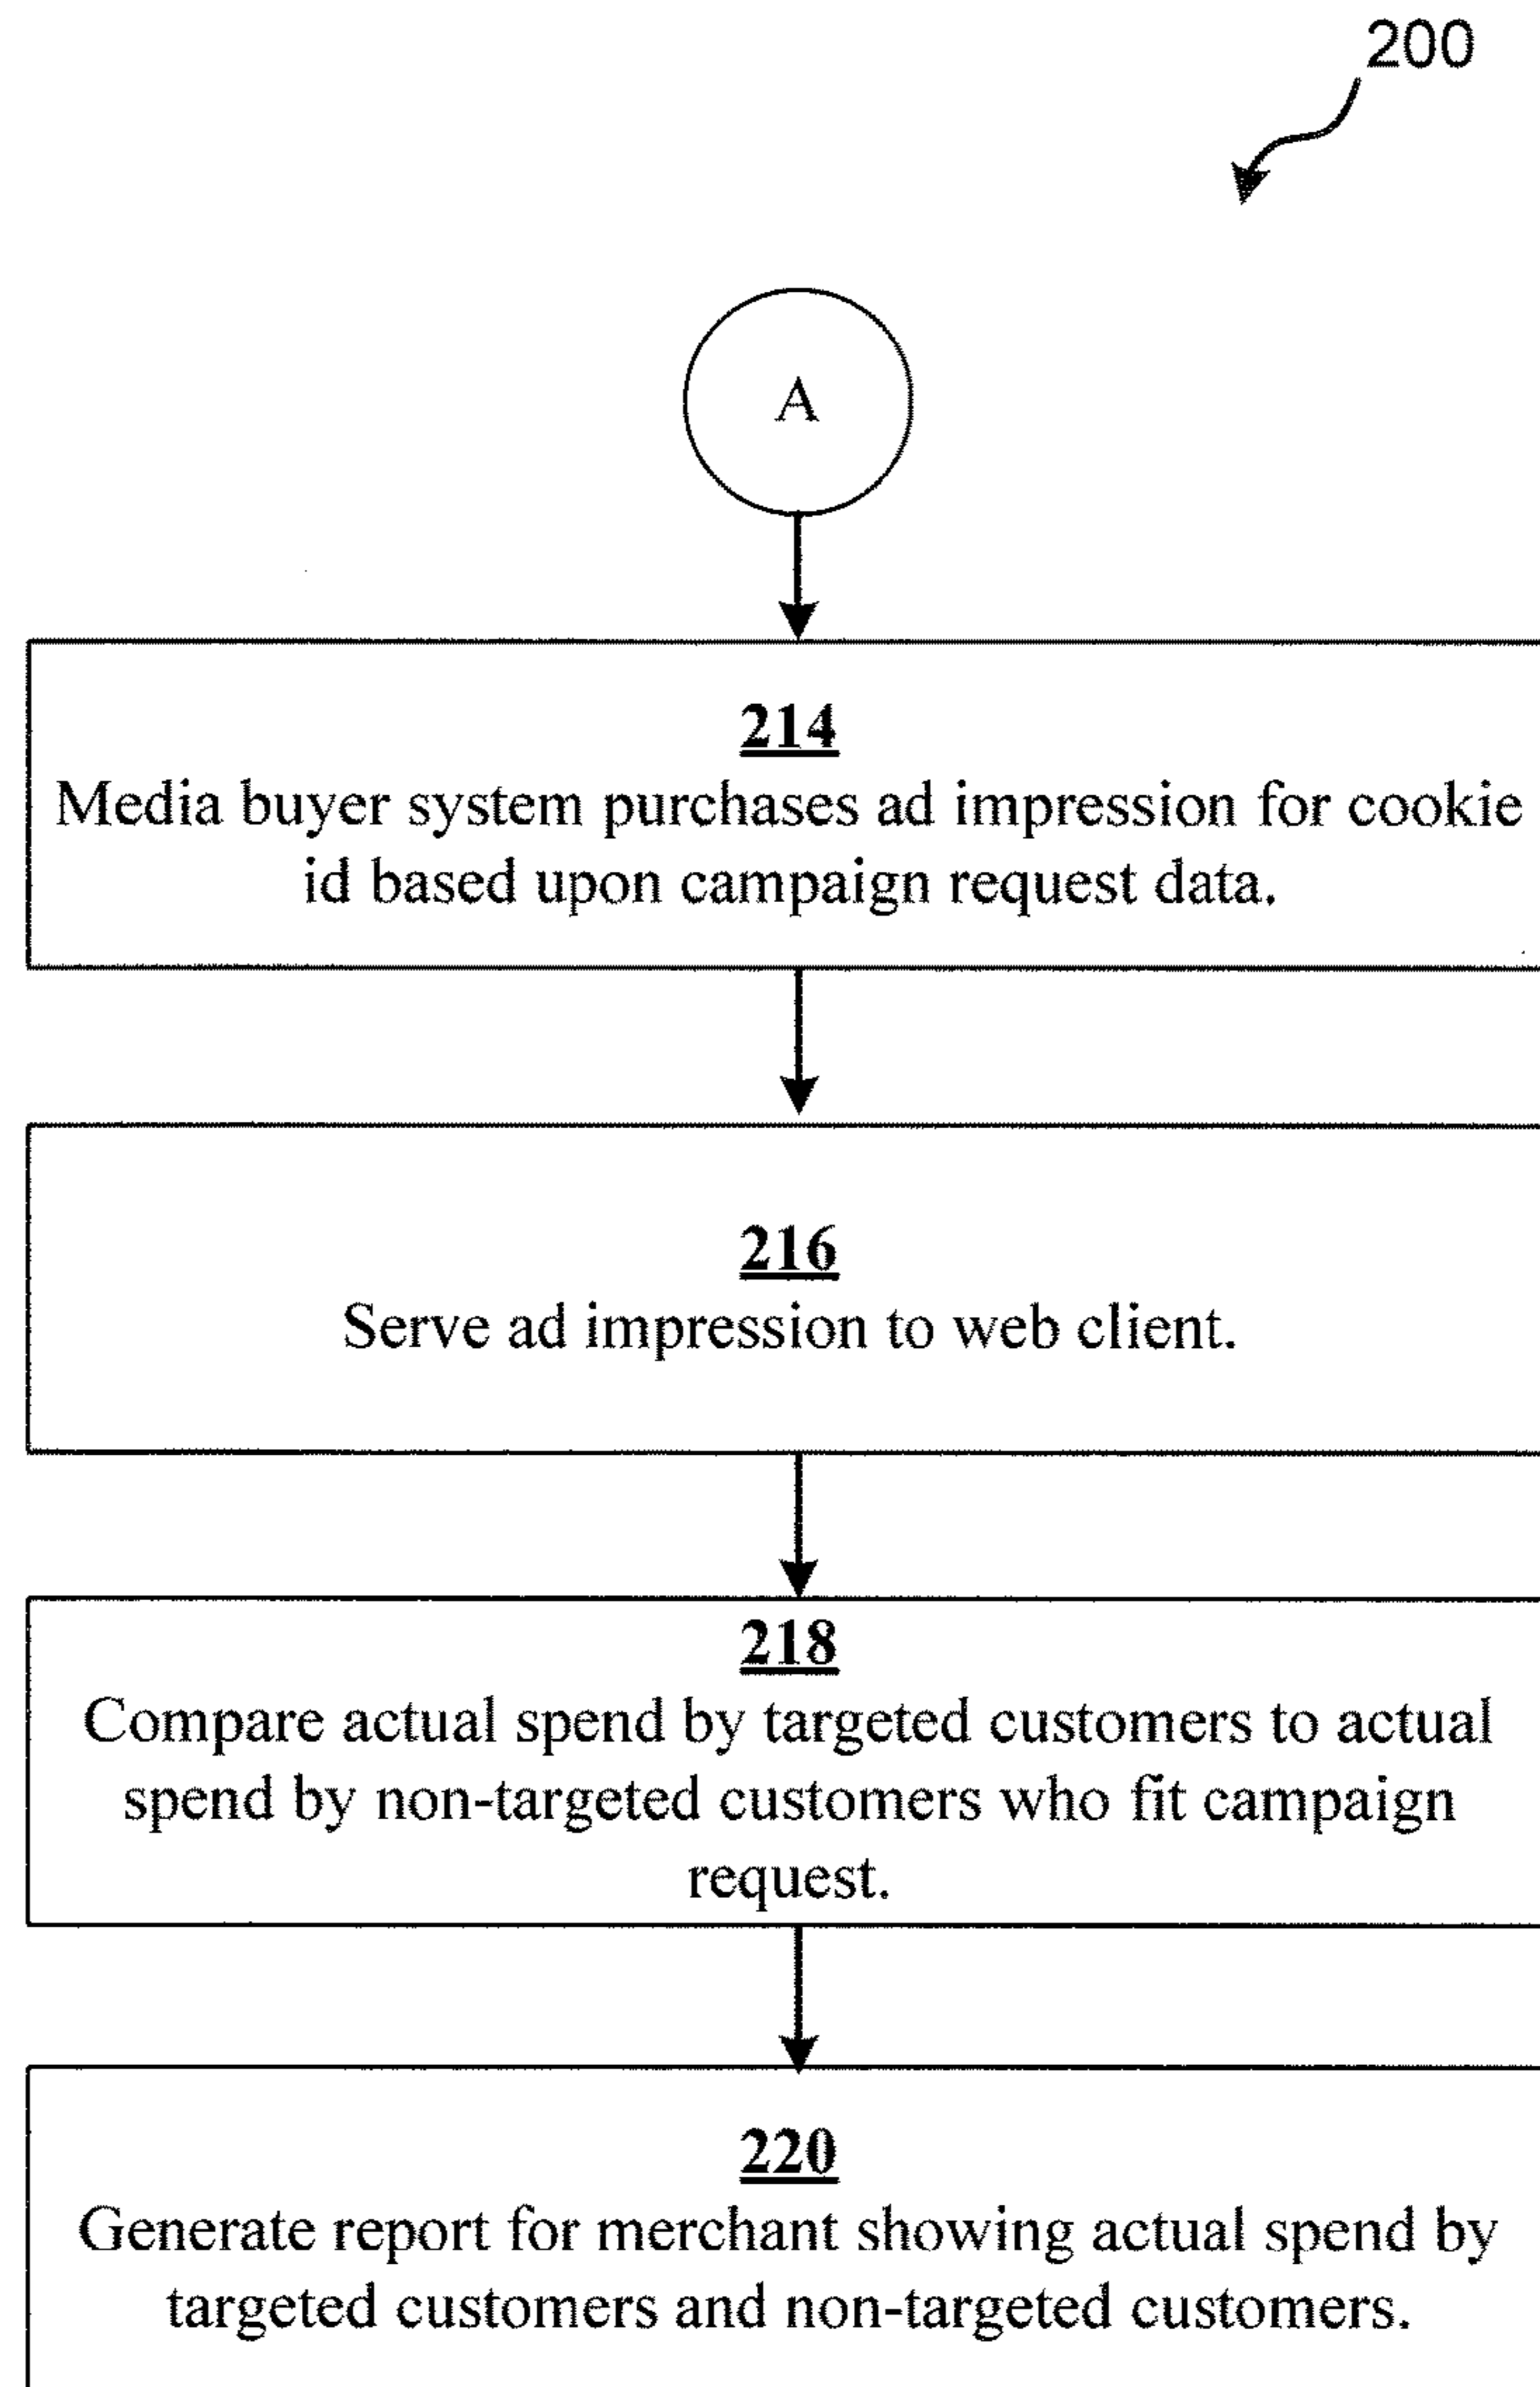 200
A
214
Media buyer system purchases ad impression for cookie
id based upon campaign request data.
216
Serve ad impression to web client.
218
Compare actual spend by targeted customers to actual
spend by non-targeted customers who fit campaign
request.
220
Generate report for merchant showing actual spend by
targeted customers and non-targeted customers.